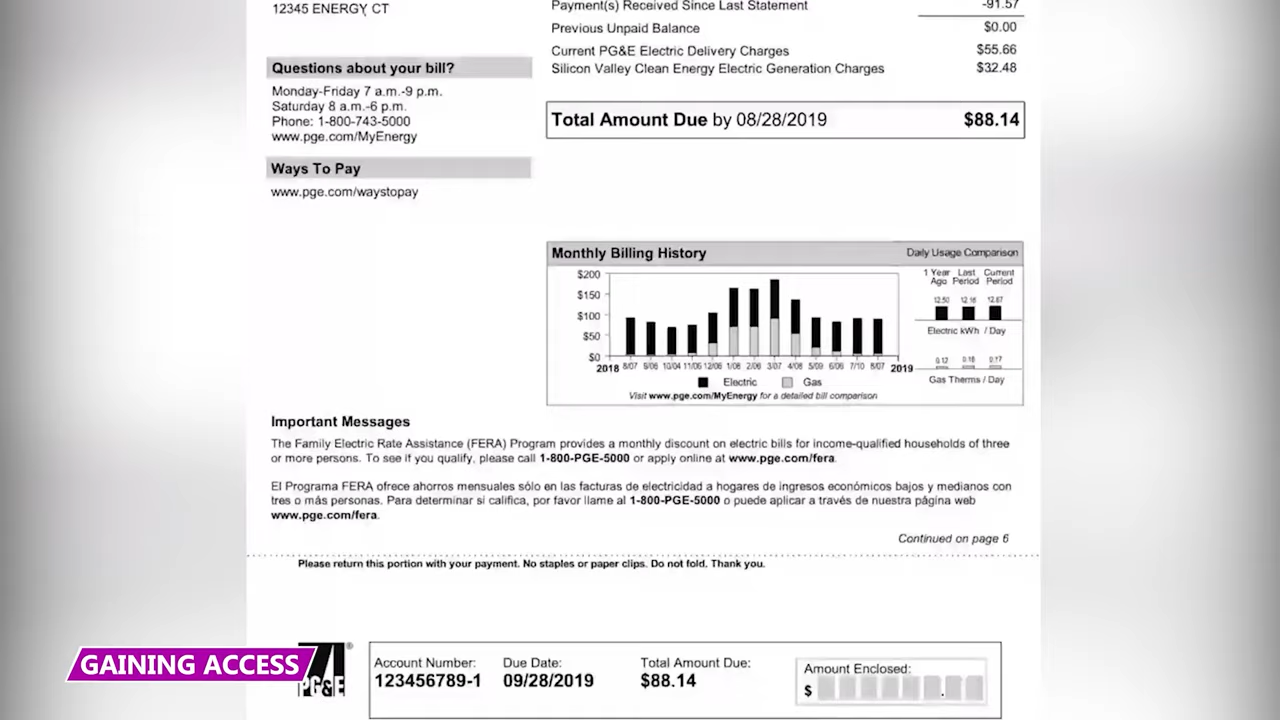 12345 ENERGY CT
Payment(s) Received Since Last Statement -91.57
Previous Unpaid Balance $0.00
Current PG&E Electric Delivery Charges $55.66
Silicon Valley Clean Energy Electric Generation Charges $32.48
Total Amount Due by 08/28/2019 $88.14
Questions about your bill?
Monday-Friday 7 a.m.-9 p.m.
Saturday 8 a.m.-6 p.m.
Phone: 1-800-743-5000
www.pge.com/MyEnergy
Ways To Pay
www.pge.com/waystopay
Monthly Billing History
$200
$150
$100
$50
$0
2018 8/07 9/06 10/04 11/06 12/06 1/08 2/06 3/07 4/08 5/09 6/06 7/10 8/07 2019
Electric Gas
Visit www.pge.com/MyEnergy for a detailed bill comparison
Daily Usage Comparison
1 Year Last Current
Ago Period Period
12.50 12.16 12.87
Electric kWh / Day
0.12 0.18 0.17
Gas Therms / Day
Important Messages
The Family Electric Rate Assistance (FERA) Program provides a monthly discount on electric bills for income-qualified households of three
or more persons. To see if you qualify, please call 1-800-PGE-5000 or apply online at www.pge.com/fera.
El Programa FERA ofrece ahorros mensuales sólo en las facturas de electricidad a hogares de ingresos económicos bajos y medianos con
tres o más personas. Para determinar si califica, por favor llame al 1-800-PGE-5000 o puede aplicar a través de nuestra página web
www.pge.com/fera.
Continued on page 6
Please return this portion with your payment. No staples or paper clips. Do not fold. Thank you.
GAINING ACCESS
PG&E
®
Account Number: Due Date: Total Amount Due: Amount Enclosed:
123456789-1 09/28/2019 $88.14 $ .